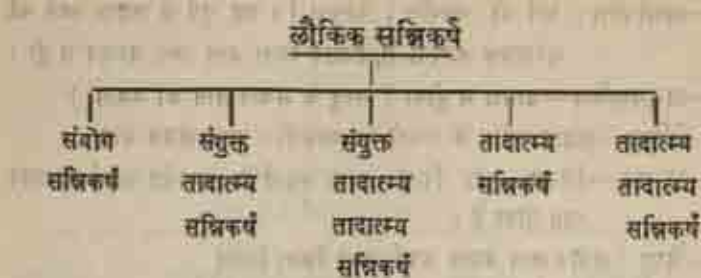 लौकिक सन्निकर्ष
संयोग
सन्निकर्ष
संयुक्त
तादात्म्य
सन्निकर्ष
संयुक्त
तादात्म्य
तादात्म्य
सन्निकर्ष
तादात्म्य
सन्निकर्ष
तादात्म्य
तादात्म्य
सन्निकर्ष